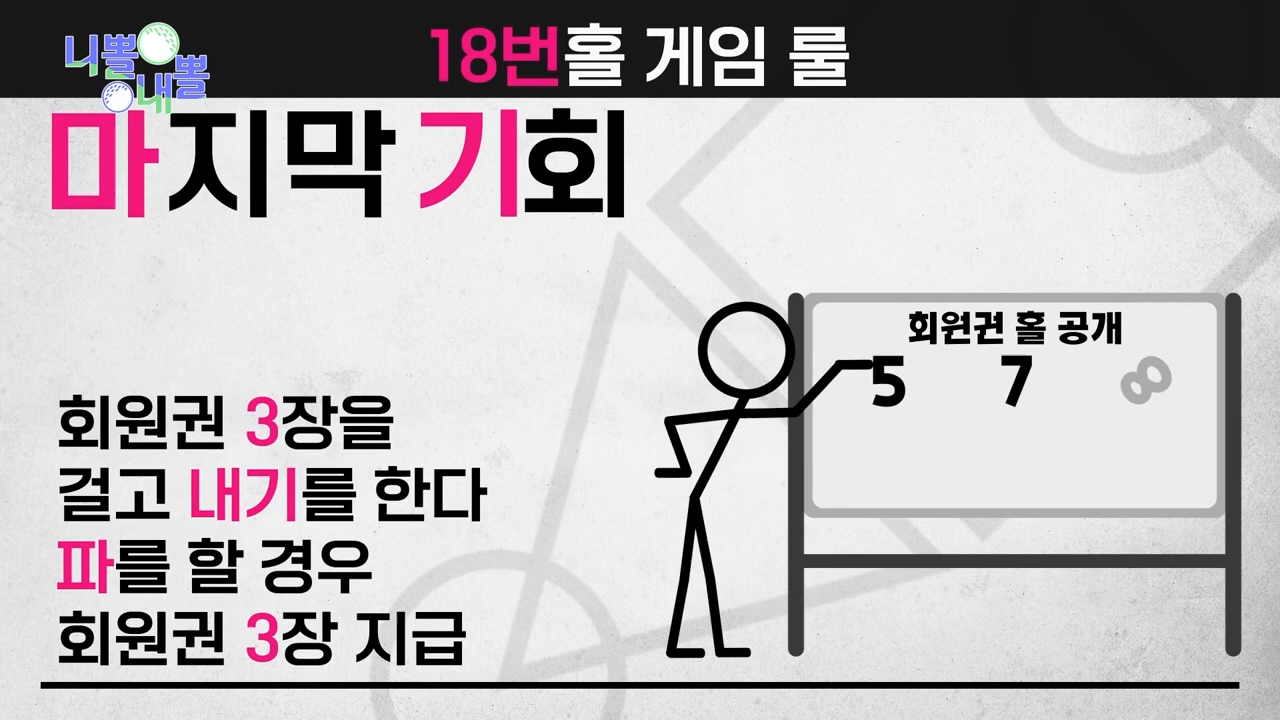 니뽈
내뽈
18번홀 게임 룰
마지막 기회
회원권 홀 공개
5 7 8
회원권 3장을
걸고 내기를 한다
파를 할 경우
회원권 3장 지급